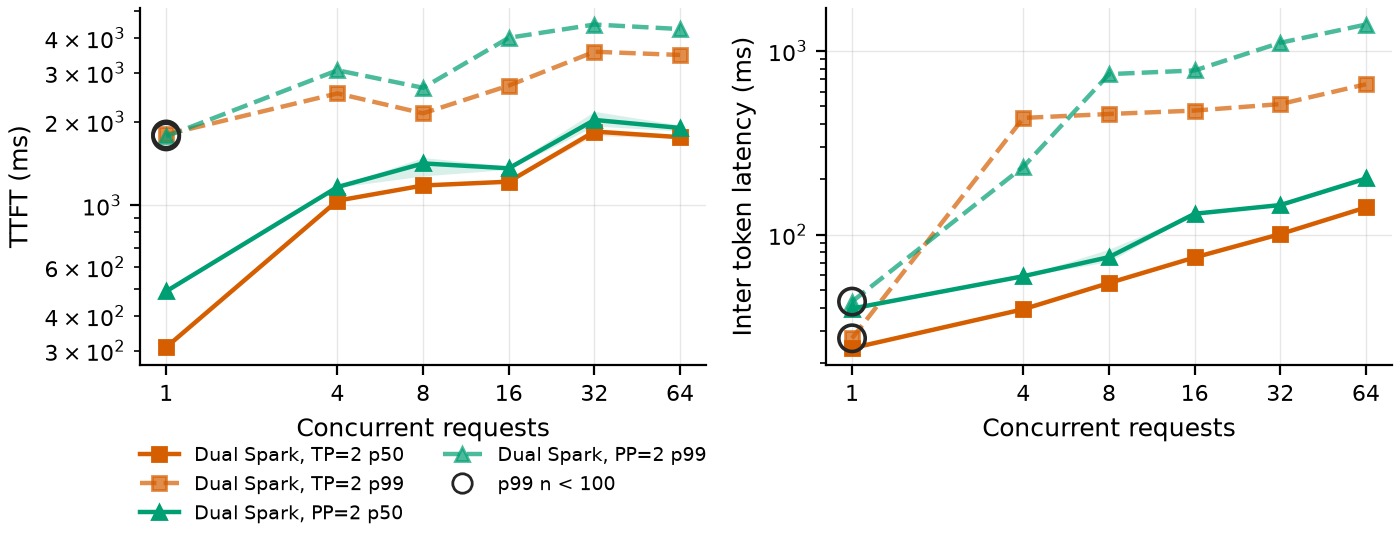 TTFT (ms)
4 × 10³
3 × 10³
2 × 10³
10³
6 × 10²
4 × 10²
3 × 10²
1 4 8 16 32 64
Concurrent requests
Inter token latency (ms)
10³
10²
1 4 8 16 32 64
Concurrent requests
Dual Spark, TP=2 p50
Dual Spark, TP=2 p99
Dual Spark, PP=2 p50
Dual Spark, PP=2 p99
p99 n < 100